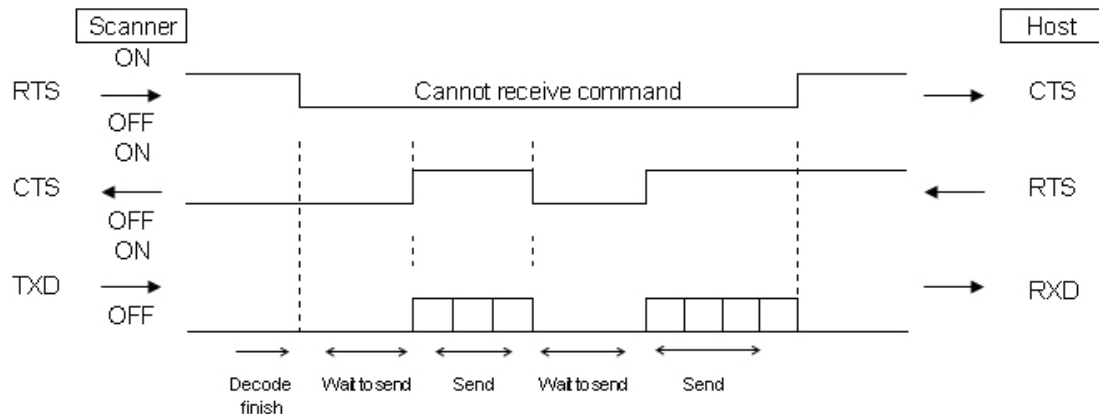 Scanner
Host
ON
RTS
Cannot receive command
CTS
OFF
ON
CTS
RTS
OFF
ON
TXD
RXD
OFF
Decode finish
Wait to send
Send
Wait to send
Send